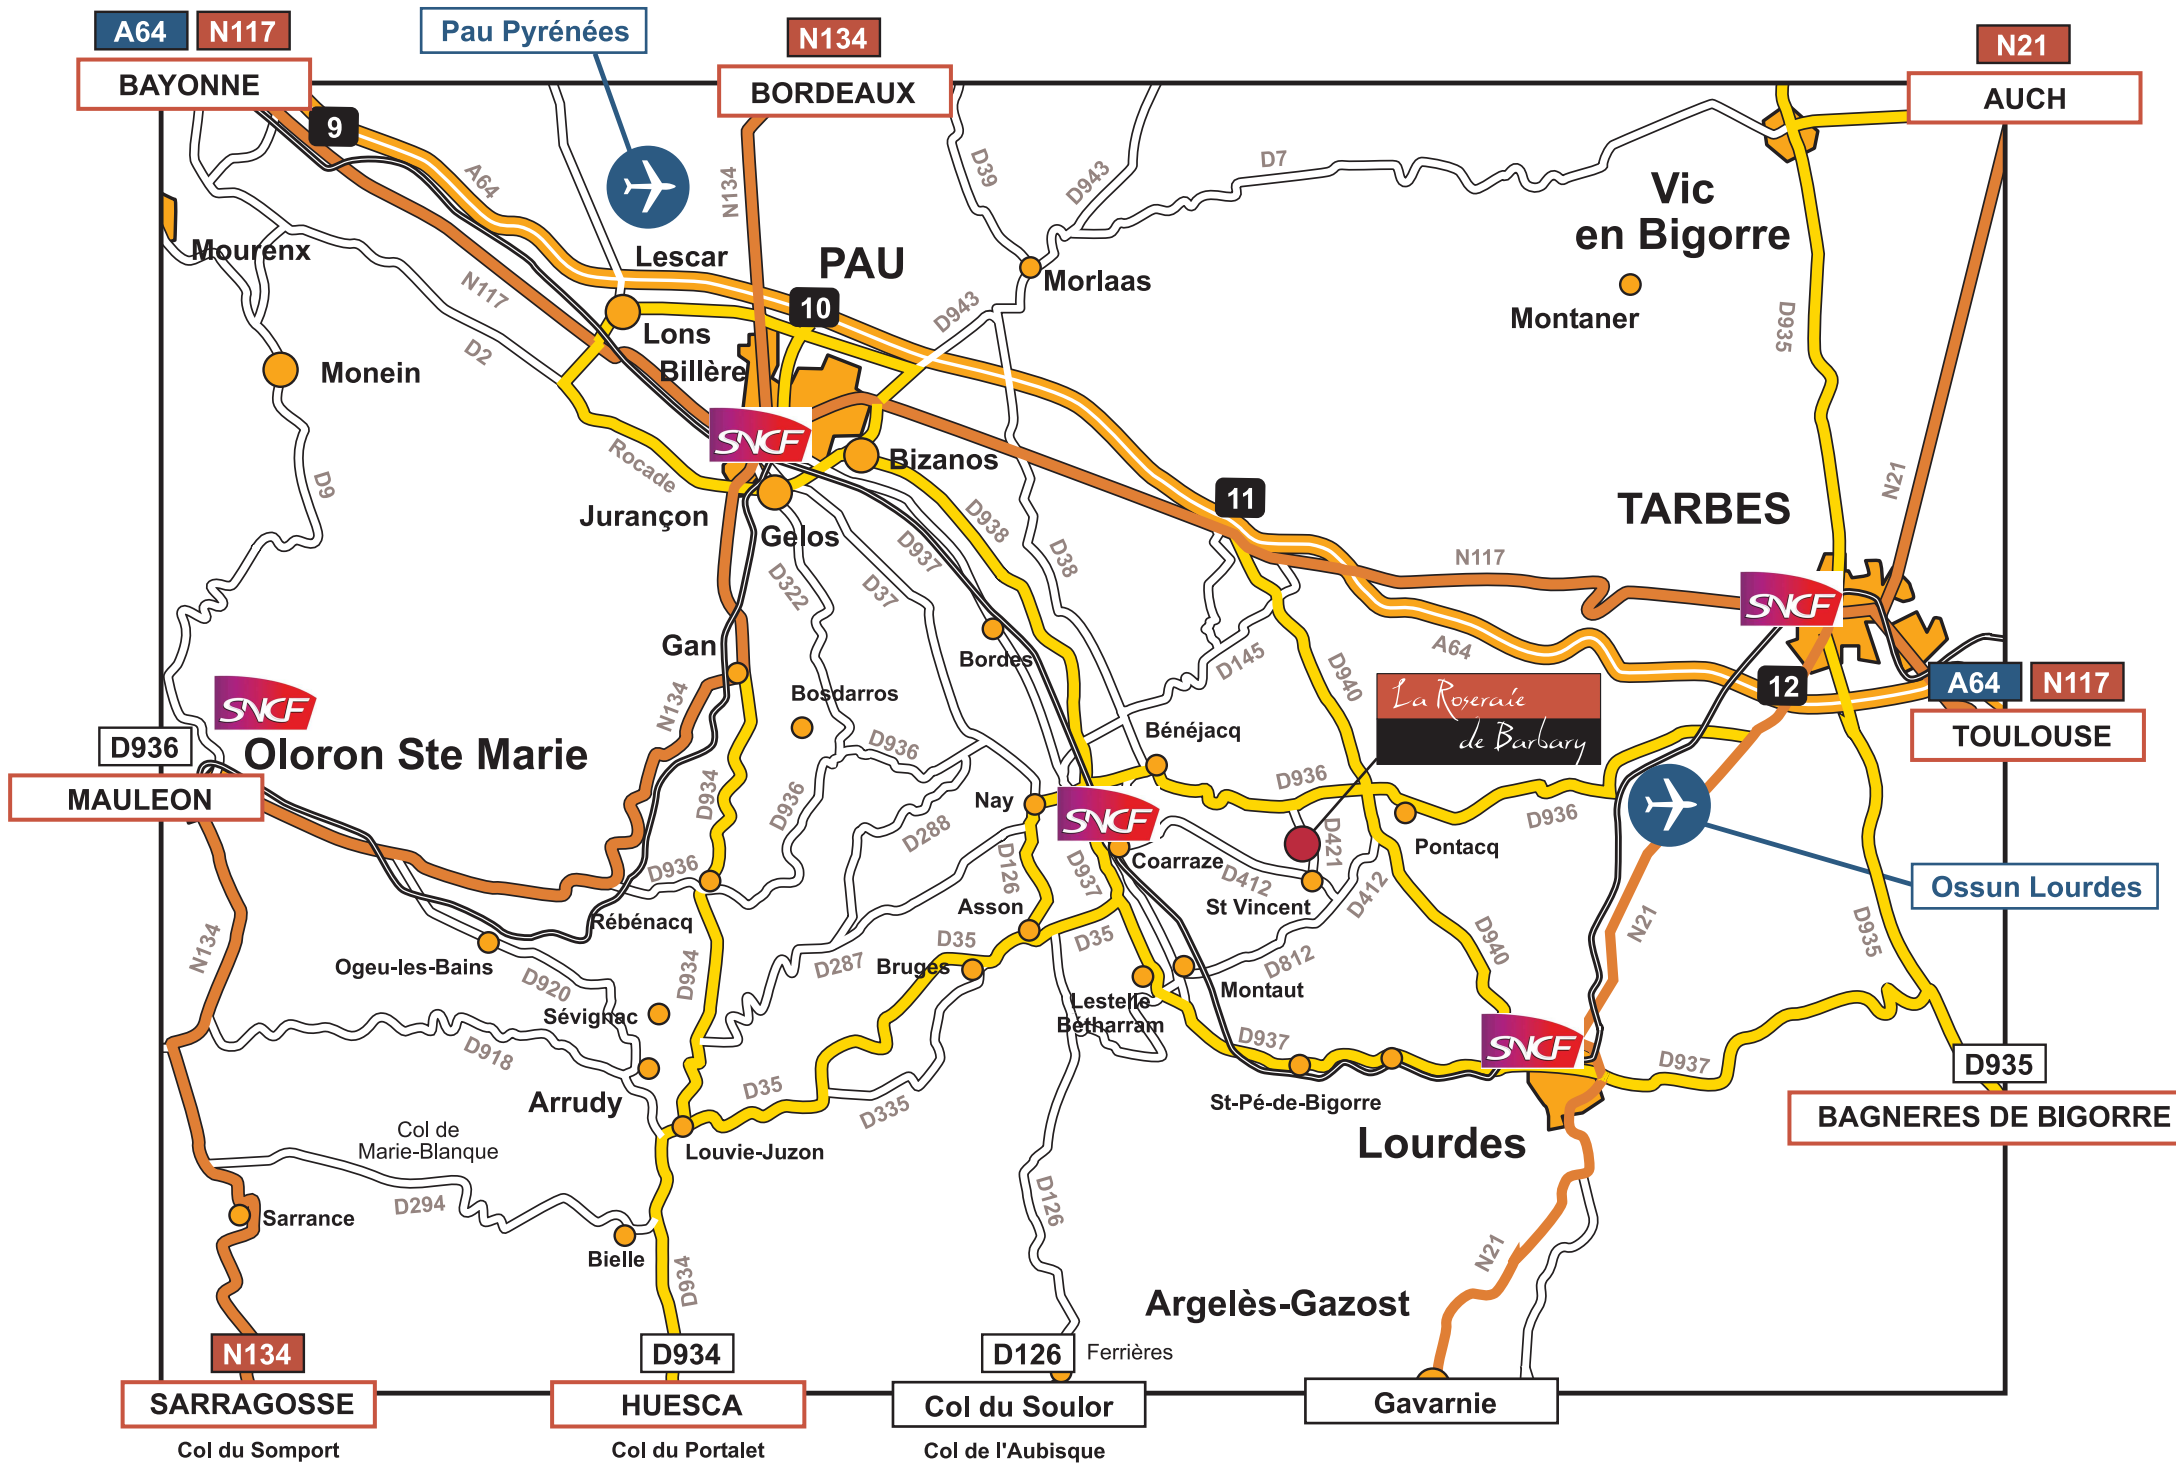 A64 N117
BAYONNE
Pau Pyrénées
N134
BORDEAUX
N21
AUCH
9
A64
N134
D39
D943
D7
Vic
en Bigorre
Mourenx
Lescar
PAU
Morlaas
N117
10
Montaner
D935
Lons
D943
D2
Billère
Monein
SNCF
Rocade
Bizanos
D9
N21
11
TARBES
Jurançon
Gelos
D938
D937
D38
N117
D322
D37
SNCF
Gan
Bordes
A64
D145
D940
12
A64 N117
TOULOUSE
SNCF
N134
Bosdarros
La Roseraie
de Barbary
D936
MAULEON
Oloron Ste Marie
D936
Bénéjacq
D934
D936
Nay
D936
D936
SNCF
D288
D421
Pontacq
Coarraze
D936
D126
D937
D412
D412
Ossun Lourdes
Rébénacq
Asson
St Vincent
N134
N21
D935
Ogeu-les-Bains
D920
D934
D287
Bruges
D35
D35
D812
D940
Sévignac
Lestelle
Bétharram
Montaut
D918
D937
SNCF
D937
D935
Arrudy
D35
D335
St-Pé-de-Bigorre
BAGNERES DE BIGORRE
Col de
Marie-Blanque
Louvie-Juzon
Lourdes
D294
Sarrance
D126
Bielle
N21
D934
Argelès-Gazost
N134
D934
D126
Ferrières
SARRAGOSSE
HUESCA
Col du Soulor
Gavarnie
Col du Somport
Col du Portalet
Col de l'Aubisque